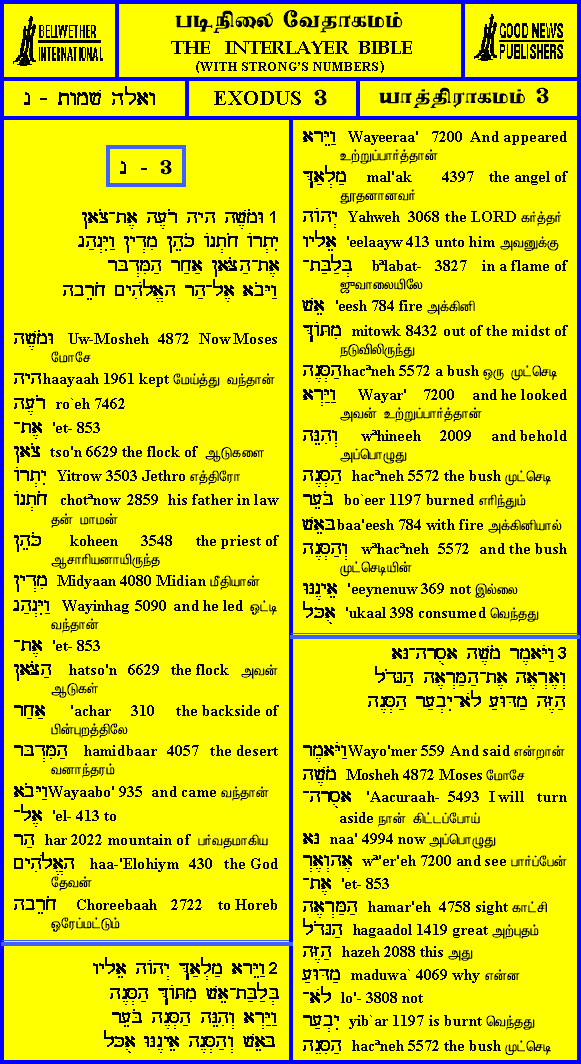 BELLWETHER
INTERNATIONAL
படிநிலை வேதாகமம்
THE INTERLAYER BIBLE
(WITH STRONG'S NUMBERS)
GOOD NEWS
PUBLISHERS
ואלה שמות - נ
EXODUS 3
யாத்திராகமம் 3
3 - נ
1 וּמֹשֶׁה הָיָה רֹעֶה אֶת־צֹאן
יִתְרוֹ חֹתְנוֹ כֹּהֵן מִדְיָן וַיִּנְהַג
אֶת־הַצֹּאן אַחַר הַמִּדְבָּר
וַיָּבֹא אֶל־הַר הָאֱלֹהִים חֹרֵבָה
וּמֹשֶׁה Uw-Mosheh 4872 Now Moses
மோசே
היה haayaah 1961 kept மேய்த்து வந்தான்
רֹעֶה ro`eh 7462
אֶת־ 'et- 853
צֹאן tso'n 6629 the flock of ஆடுகளை
יִתְרוֹ Yitrow 3503 Jethro எத்திரோ
חֹתְנוֹ chotªnow 2859 his father in law
தன் மாமன்
כֹּהֵן koheen 3548 the priest of
ஆசாரியனாயிருந்த
מִדְיָן Midyaan 4080 Midian மீதியான்
וַיִּנְהַג Wayinhag 5090 and he led ஓட்டி
வந்தான்
אֶת־ 'et- 853
הַצֹּאן hatso'n 6629 the flock அவன்
ஆடுகள்
אַחַר 'achar 310 the backside of
பின்புறத்திலே
הַמִּדְבָּר hamidbaar 4057 the desert
வனாந்தரம்
וַיָּבֹא Wayaabo' 935 and came வந்தான்
אֶל־ 'el- 413 to
הַר har 2022 mountain of பர்வதமாகிய
הָאֱלֹהִים haa-'Elohiym 430 the God
தேவன்
חֹרֵבָה Choreebaah 2722 to Horeb
ஓரேப்மட்டும்
2 וַיֵּרָא מַלְאַךְ יְהוָֹה אֵלָיו
בְּלַבַּת־אֵשׁ מִתּוֹךְ הַסְּנֶה
וַיַּרְא וְהִנֵּה הַסְּנֶה בֹּעֵר
בָּאֵשׁ וְהַסְּנֶה אֵינֶנּוּ אֻכָּל
וַיֵּרָא Wayeeraa' 7200 And appeared
உற்றுப்பார்த்தான்
מַלְאַךְ mal'ak 4397 the angel of
தூதனானவர்
יְהוָֹה Yahweh 3068 the LORD கர்த்தர்
אֵלָיו 'eelaayw 413 unto him அவனுக்கு
בְּלַבַּת־ bªlabat- 3827 in a flame of
ஜுவாலையிலே
אֵשׁ 'eesh 784 fire அக்கினி
מִתּוֹךְ mitowk 8432 out of the midst of
நடுவிலிருந்து
הַסְּנֶה hacªneh 5572 a bush ஒரு முட்செடி
וַיַּרְא Wayar' 7200 and he looked
அவன் உற்றுப்பார்த்தான்
וְהִנֵּה wªhineeh 2009 and behold
அப்பொழுது
הַסְּנֶה hacªneh 5572 the bush முட்செடி
בֹּעֵר bo`eer 1197 burned எரிந்தும்
בָּאֵשׁ baa'eesh 784 with fire அக்கினியால்
וְהַסְּנֶה wªhacªneh 5572 and the bush
முட்செடியின்
אֵינֶנּוּ 'eeynenuw 369 not இல்லை
אֻכָּל 'ukaal 398 consumed வெந்தது
3 וַיֹּאמֶר מֹשֶׁה אָסֻרָה־נָּא
וְאֶרְאֶה אֶת־הַמַּרְאֶה הַגָּדֹל
הַזֶּה מַדּוּעַ לֹא־יִבְעַר הַסְּנֶה
וַיֹּאמֶר Wayo'mer 559 And said என்றான்
מֹשֶׁה Mosheh 4872 Moses மோசே
אָסֻרָה־ 'Aacuraah- 5493 I will turn
aside நான் கிட்டப்போய்
נָא naa' 4994 now அப்பொழுது
wª'er'eh 7200 and see பார்ப்பேன்
אֶת־ 'et- 853
הַמַּרְאֶה hamar'eh 4758 sight காட்சி
הַגָּדֹל hagaadol 1419 great அற்புதம்
הַזֶּה hazeh 2088 this அது
מַדּוּעַ maduwa` 4069 why என்ன
לֹא־ lo'- 3808 not
יִבְעַר yib`ar 1197 is burnt வெந்தது
הַסְּנֶה hacªneh 5572 the bush முட்செடி